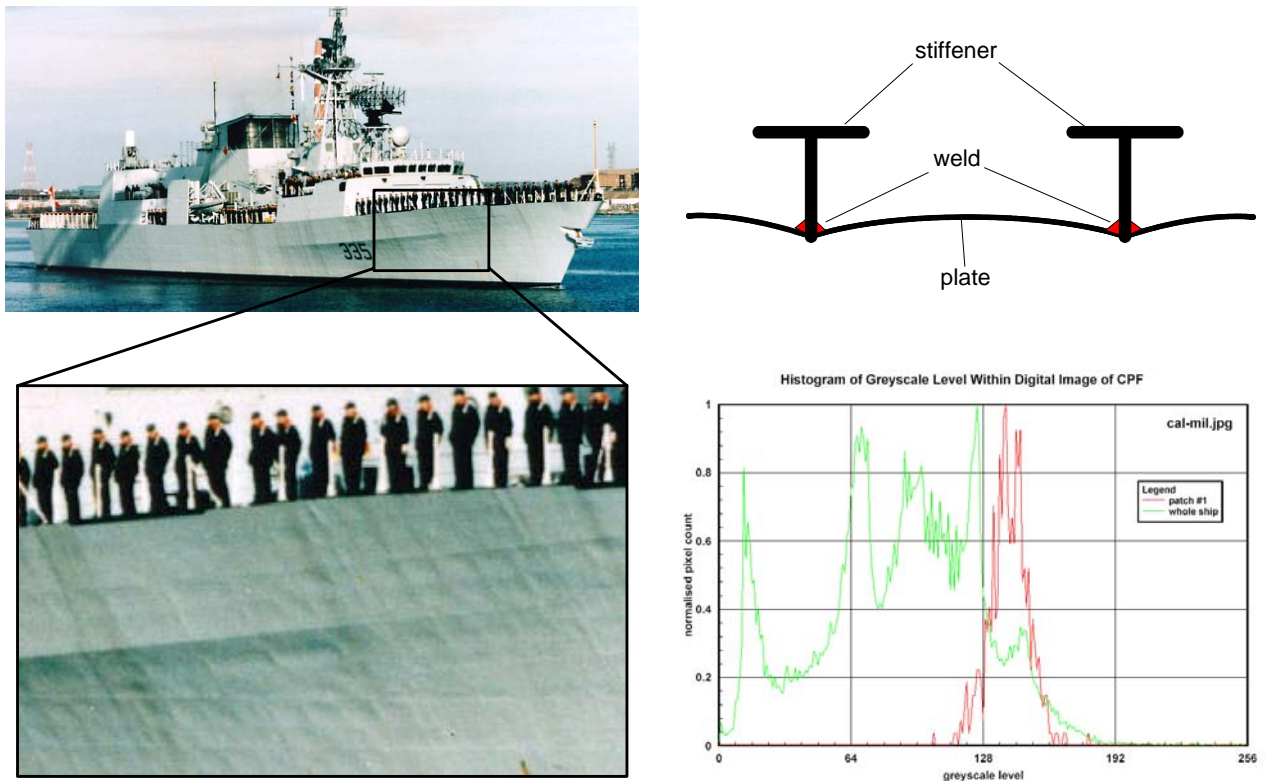 335
stiffener
weld
plate
Histogram of Greyscale Level Within Digital Image of CPF
cal-mil.jpg
Legend
patch #1
whole ship
normalised pixel count
1
0.8
0.6
0.4
0.2
0
0
64
128
192
256
greyscale level